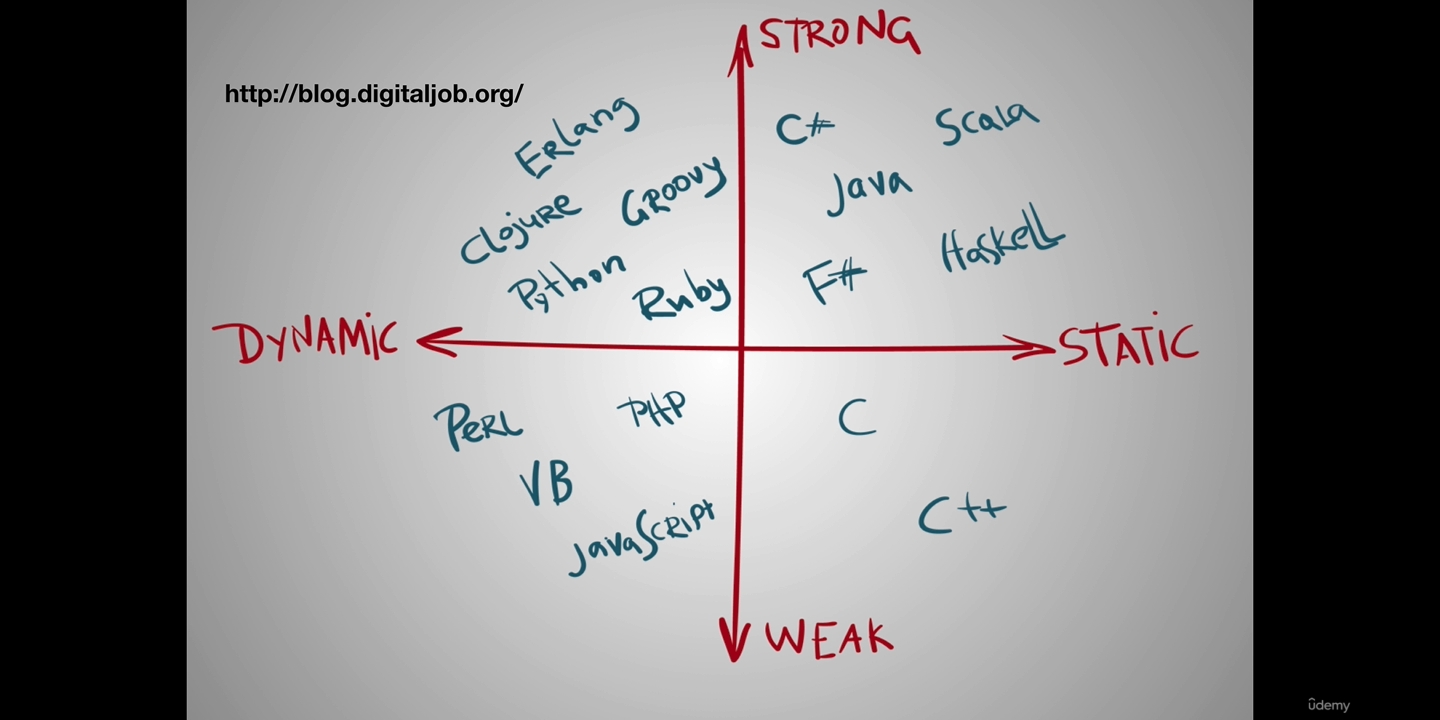 STRONG
http://blog.digitaljob.org/
Erlang
C#
Scala
Clojure
Groovy
Java
Python
Ruby
F#
Haskell
DYNAMiC
STATiC
PeRL
PHP
C
VB
JavaScript
C++
WEAK
ûdemy